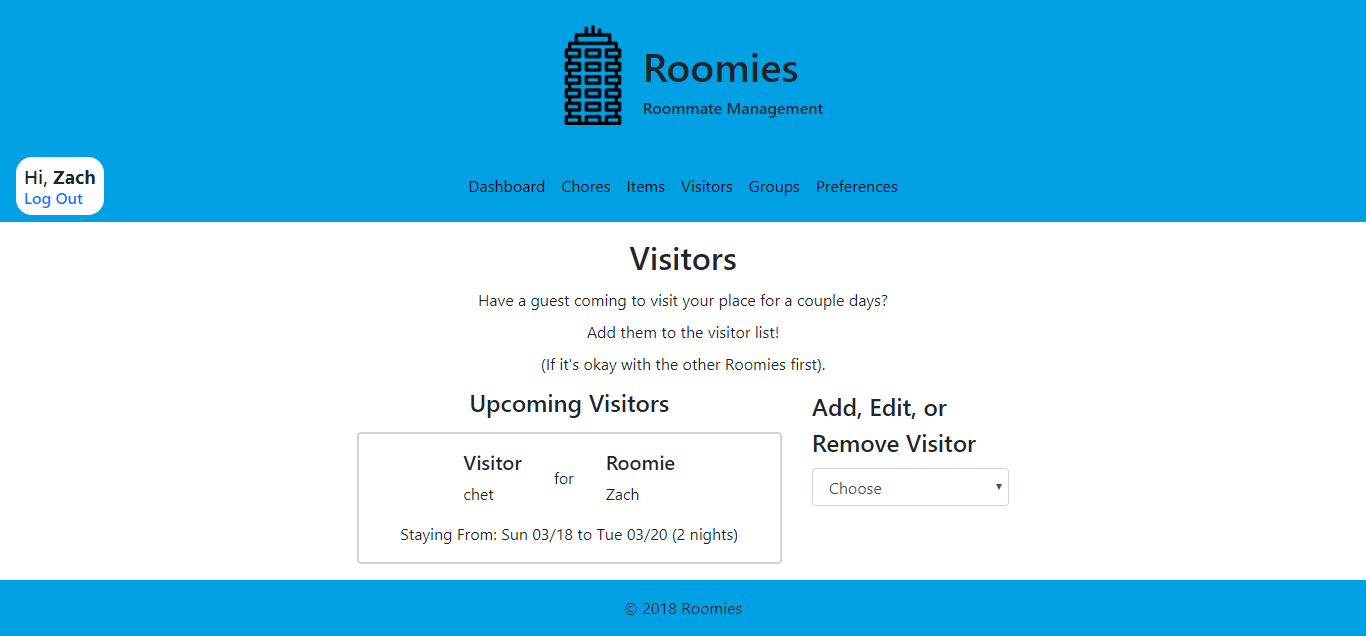 Roomies
Roommate Management
Hi, Zach
Log Out
Dashboard Chores Items Visitors Groups Preferences
Visitors
Have a guest coming to visit your place for a couple days?
Add them to the visitor list!
(If it's okay with the other Roomies first).
Upcoming Visitors
Visitor for Roomie
chet Zach
Staying From: Sun 03/18 to Tue 03/20 (2 nights)
Add, Edit, or
Remove Visitor
Choose
© 2018 Roomies